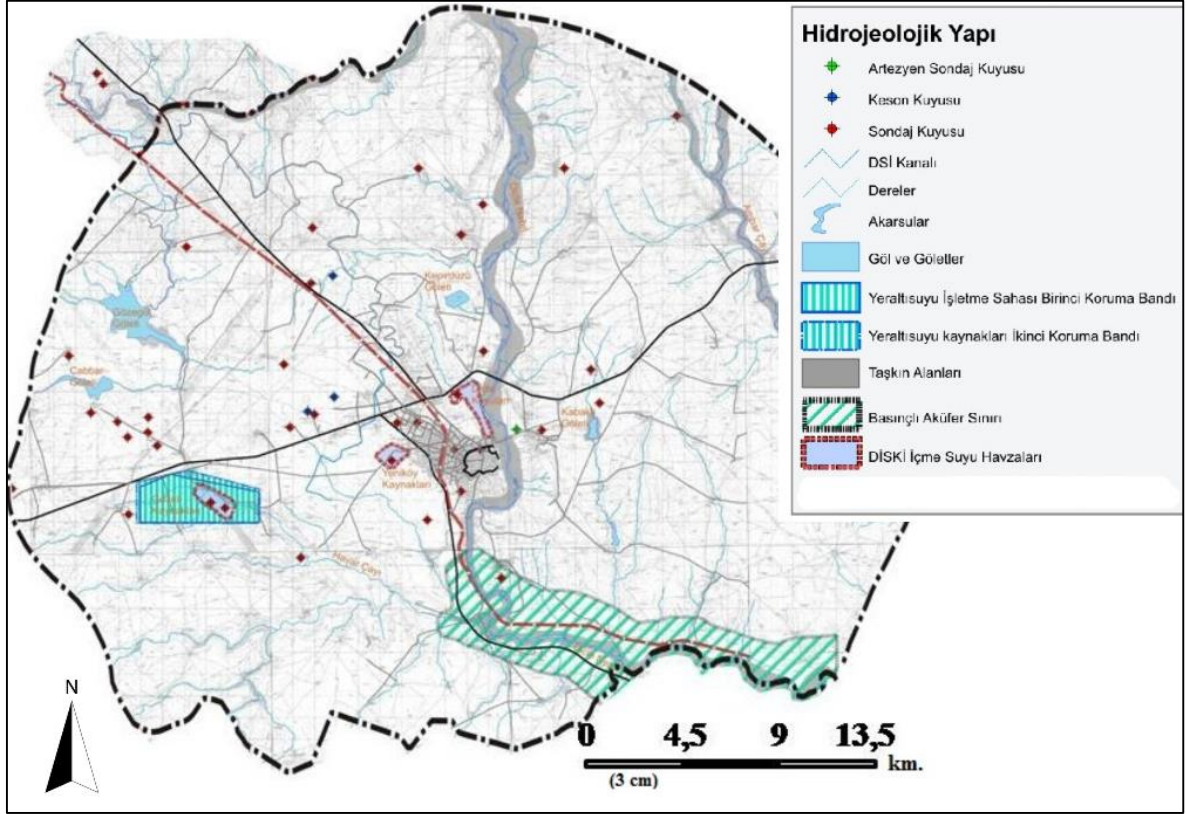 Hidrojeolojik Yapı
Artezyen Sondaj Kuyusu
Keson Kuyusu
Sondaj Kuyusu
DSİ Kanalı
Dereler
Akarsular
Göl ve Göletler
Yeraltısuyu İşletme Sahası Birinci Koruma Bandı
Yeraltısuyu kaynakları İkinci Koruma Bandı
Taşkın Alanları
Basınçlı Aküfer Sınırı
DİSKİ İçme Suyu Havzaları
Göleti
Göleti
Yeniköy
Kaynakları
Göleti
N
0 4,5 9 13,5
km.
(3 cm)